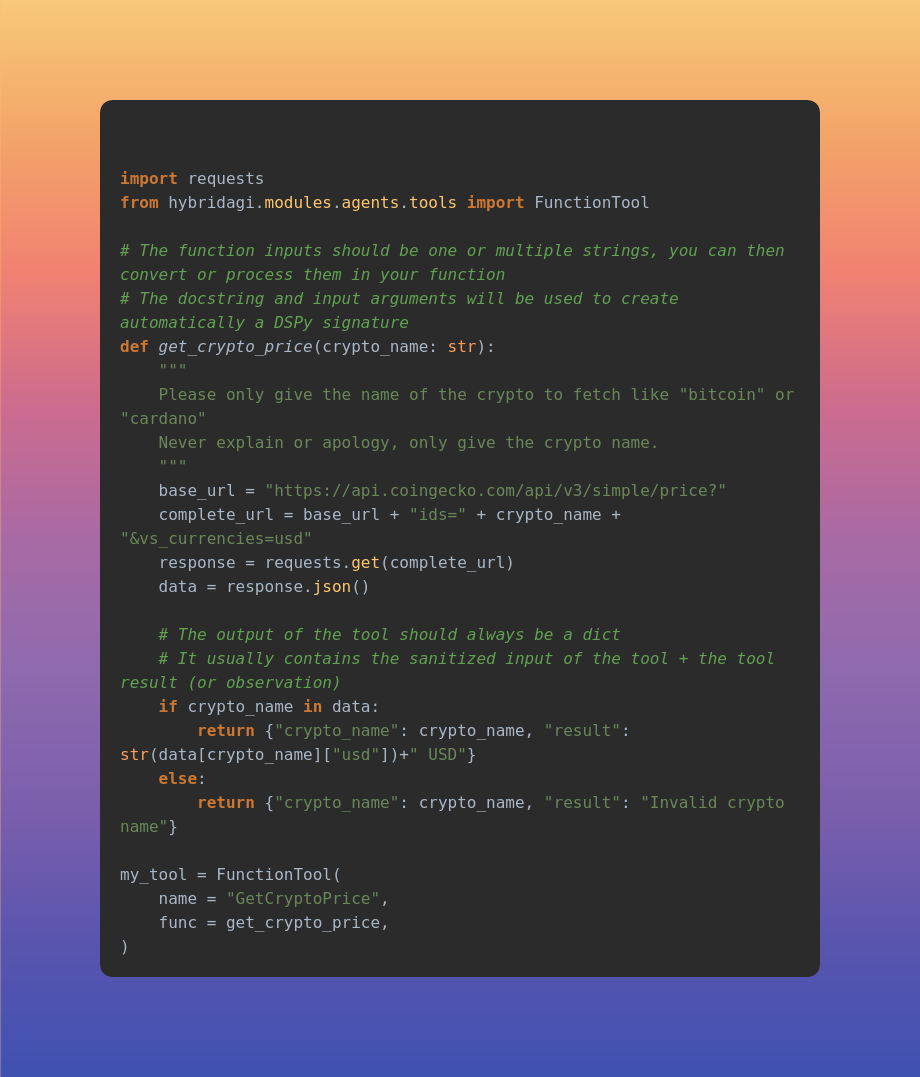 import requests
from hybridagi.modules.agents.tools import FunctionTool

# The function inputs should be one or multiple strings, you can then
convert or process them in your function
# The docstring and input arguments will be used to create
automatically a DSPy signature
def get_crypto_price(crypto_name: str):
    """
    Please only give the name of the crypto to fetch like "bitcoin" or
"cardano"
    Never explain or apology, only give the crypto name.
    """
    base_url = "https://api.coingecko.com/api/v3/simple/price?"
    complete_url = base_url + "ids=" + crypto_name +
"&vs_currencies=usd"
    response = requests.get(complete_url)
    data = response.json()

    # The output of the tool should always be a dict
    # It usually contains the sanitized input of the tool + the tool
result (or observation)
    if crypto_name in data:
        return {"crypto_name": crypto_name, "result":
str(data[crypto_name]["usd"])+" USD"}
    else:
        return {"crypto_name": crypto_name, "result": "Invalid crypto
name"}

my_tool = FunctionTool(
    name = "GetCryptoPrice",
    func = get_crypto_price,
)